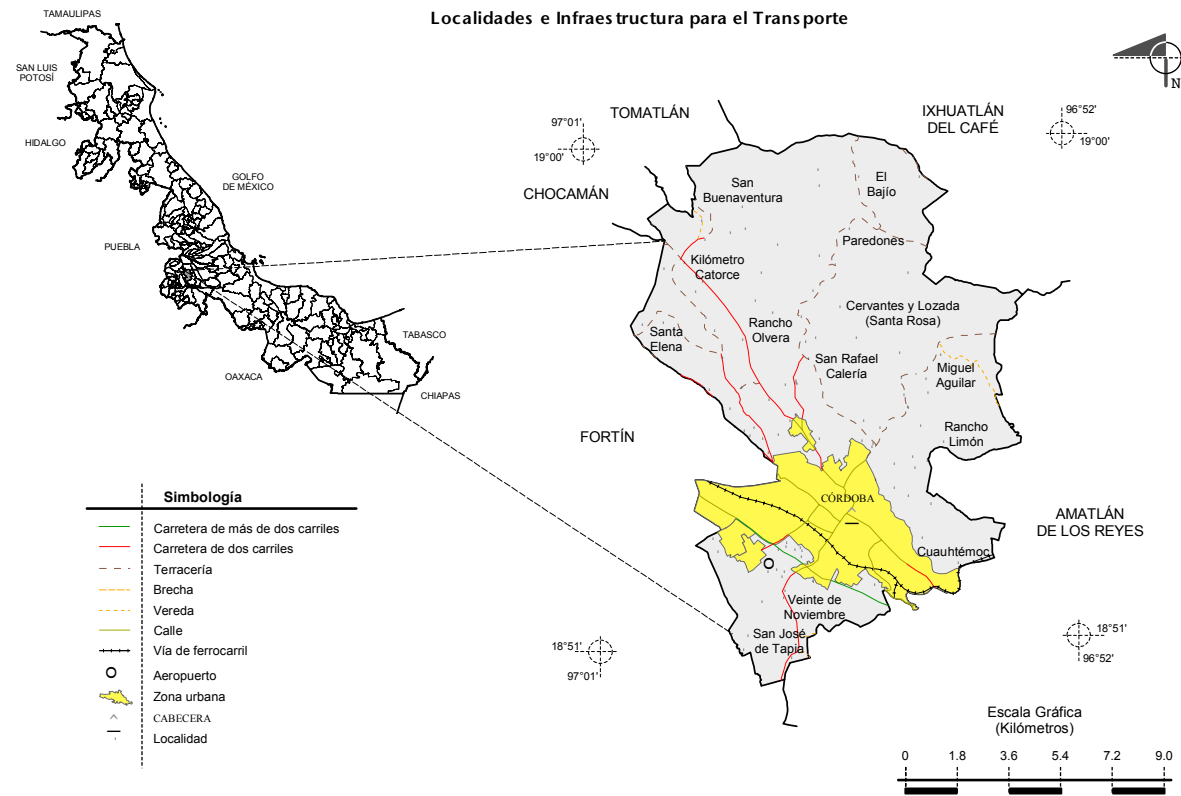 Localidades e Infraestructura para el Transporte
TAMAULIPAS
SAN LUIS
POTOSÍ
HIDALGO
GOLFO
DE MÉXICO
PUEBLA
TABASCO
OAXACA
CHIAPAS
N
TOMATLÁN
IXHUATLÁN
DEL CAFÉ
97°01'
19°00'
96°52'
19°00'
CHOCAMÁN
San
Buenaventura
El
Bajío
Paredones
Kilómetro
Catorce
Cervantes y Lozada
(Santa Rosa)
Santa
Elena
Rancho
Olvera
San Rafael
Calería
Miguel
Aguilar
Rancho
Limón
FORTÍN
CÓRDOBA
AMATLÁN
DE LOS REYES
Cuauhtémoc
Veinte de
Noviembre
San José
de Tapia
18°51'
97°01'
18°51'
96°52'
Simbología
Carretera de más de dos carriles
Carretera de dos carriles
Terracería
Brecha
Vereda
Calle
Vía de ferrocarril
Aeropuerto
Zona urbana
CABECERA
Localidad
Escala Gráfica
(Kilómetros)
0 1.8 3.6 5.4 7.2 9.0